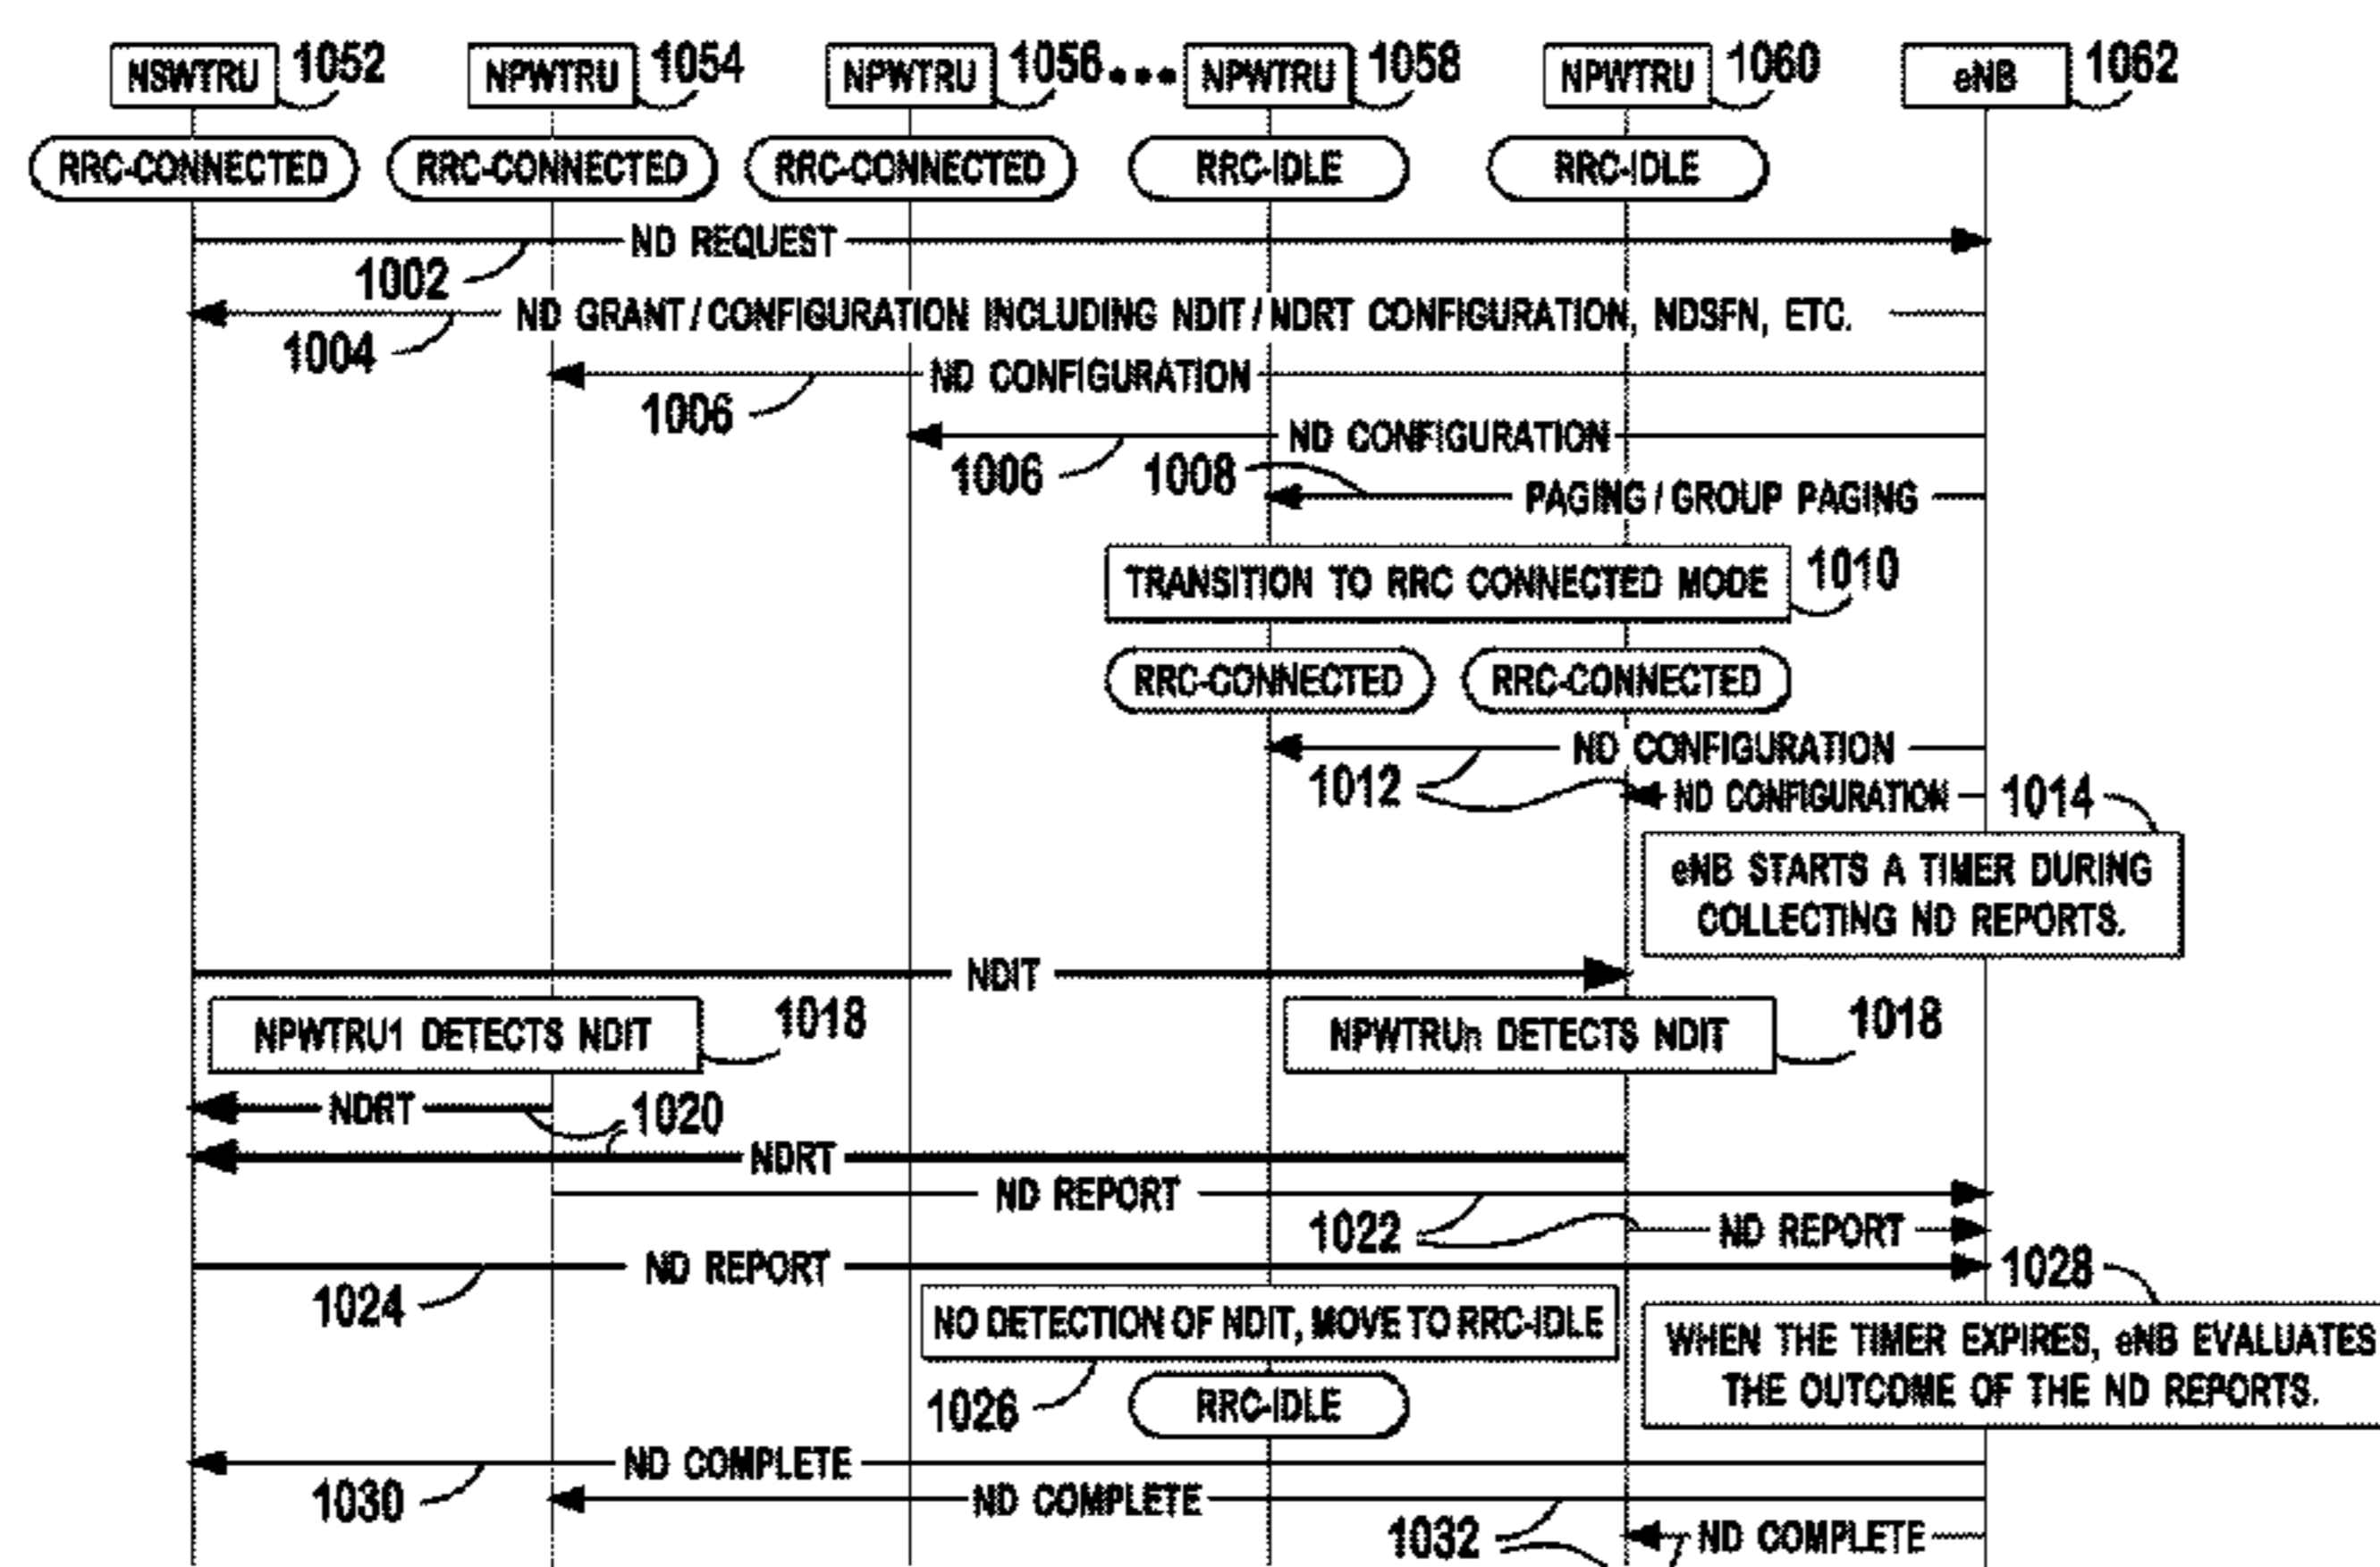 NSWTRU 1052 NPWTRU 1054 NPWTRU 1056 ••• NPWTRU 1058 NPWTRU 1060 eNB 1062
RRC-CONNECTED RRC-CONNECTED RRC-CONNECTED RRC-IDLE RRC-IDLE
ND REQUEST
1002
ND GRANT / CONFIGURATION INCLUDING NDIT / NDRT CONFIGURATION, NDSFN, ETC.
1004
ND CONFIGURATION
1006
ND CONFIGURATION
1006 1008
PAGING / GROUP PAGING
TRANSITION TO RRC CONNECTED MODE 1010
RRC-CONNECTED RRC-CONNECTED
ND CONFIGURATION
1012 ND CONFIGURATION 1014
eNB STARTS A TIMER DURING
COLLECTING ND REPORTS.
NDIT
NPWTRU1 DETECTS NDIT 1018 NPWTRUn DETECTS NDIT 1018
NDRT 1020
NDRT
ND REPORT
1022 ND REPORT
ND REPORT 1028
1024
NO DETECTION OF NDIT, MOVE TO RRC-IDLE
WHEN THE TIMER EXPIRES, eNB EVALUATES
THE OUTCOME OF THE ND REPORTS.
1026 RRC-IDLE
ND COMPLETE
1030 ND COMPLETE
1032 ND COMPLETE